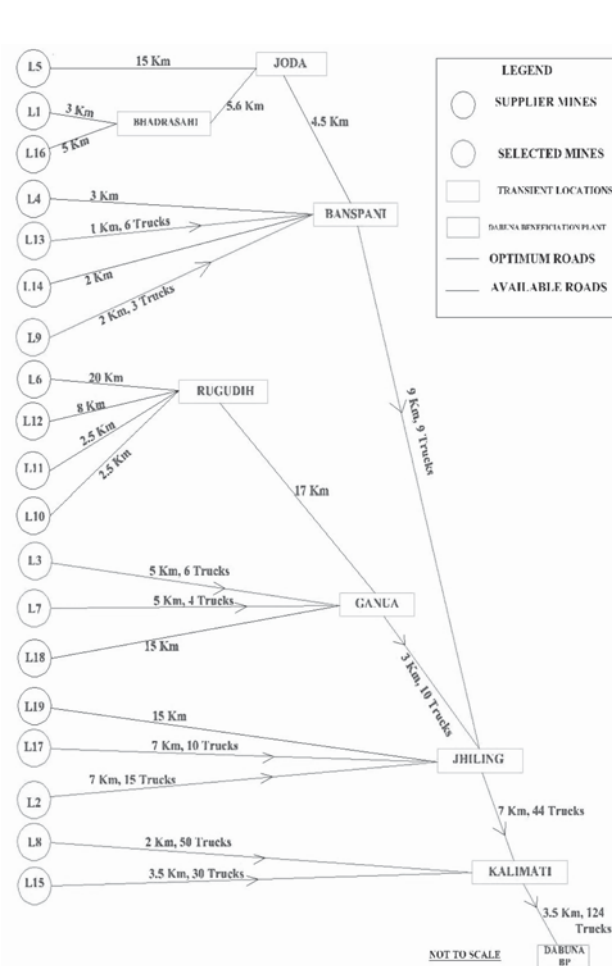 L5
15 Km
JODA
L1
3 Km
BHADRASAHI
5.6 Km
L16
5 Km
4.5 Km
L4
3 Km
BANSPANI
L13
1 Km, 6 Trucks
L14
2 Km
L9
2 Km, 3 Trucks
L6
20 Km
RUGUDIH
L12
8 Km
L11
2.5 Km
L10
2.5 Km
9 Km, 9 Trucks
17 Km
L3
5 Km, 6 Trucks
L7
5 Km, 4 Trucks
GANUA
L18
15 Km
3 Km, 10 Trucks
L19
15 Km
L17
7 Km, 10 Trucks
JHILING
L2
7 Km, 15 Trucks
7 Km, 44 Trucks
L8
2 Km, 50 Trucks
KALIMATI
L15
3.5 Km, 30 Trucks
3.5 Km, 124
Trucks
NOT TO SCALE
DABUNA
BP
LEGEND
SUPPLIER MINES
SELECTED MINES
TRANSIENT LOCATIONS
DABUNA BENEFICIATION PLANT
OPTIMUM ROADS
AVAILABLE ROADS